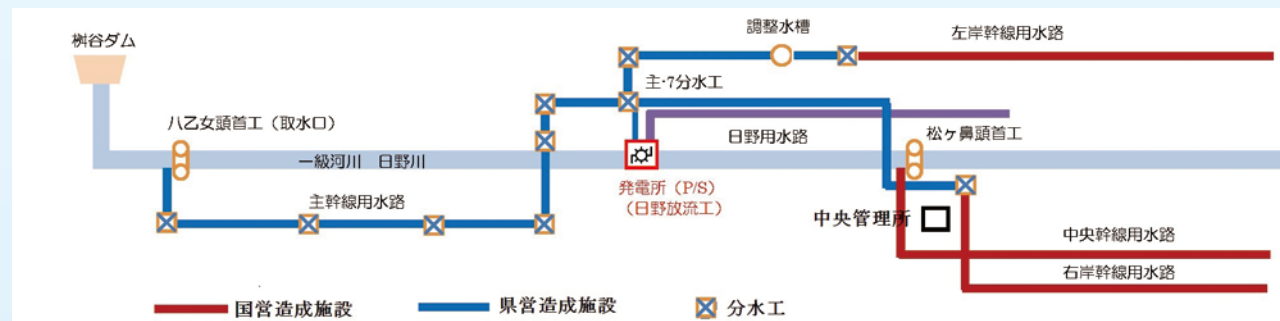 調整水槽
左岸幹線用水路
桝谷ダム
主・7分水工
八乙女頭首工（取水口）
日野用水路
松ヶ鼻頭首工
一級河川　日野川
発電所（P/S）
（日野放流工）
主幹線用水路
中央管理所
中央幹線用水路
右岸幹線用水路
国営造成施設
県営造成施設
分水工